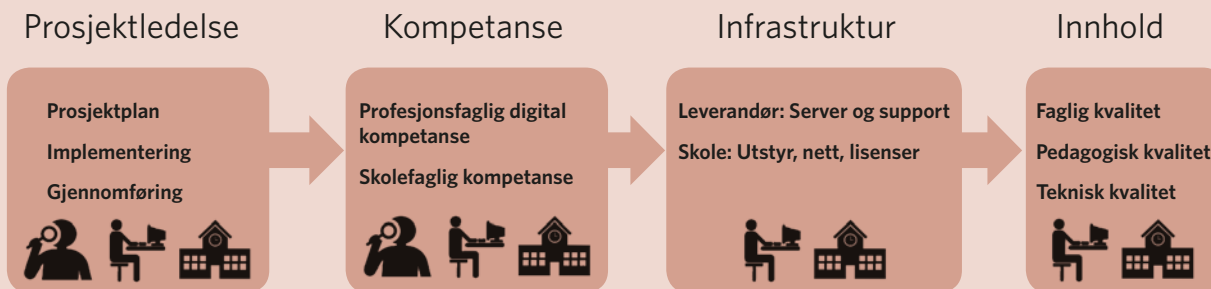 Prosjektledelse
Prosjektplan
Implementering
Gjennomføring
Kompetanse
Profesjonsfaglig digital
kompetanse
Skolefaglig kompetanse
Infrastruktur
Leverandør: Server og support
Skole: Utstyr, nett, lisenser
Innhold
Faglig kvalitet
Pedagogisk kvalitet
Teknisk kvalitet